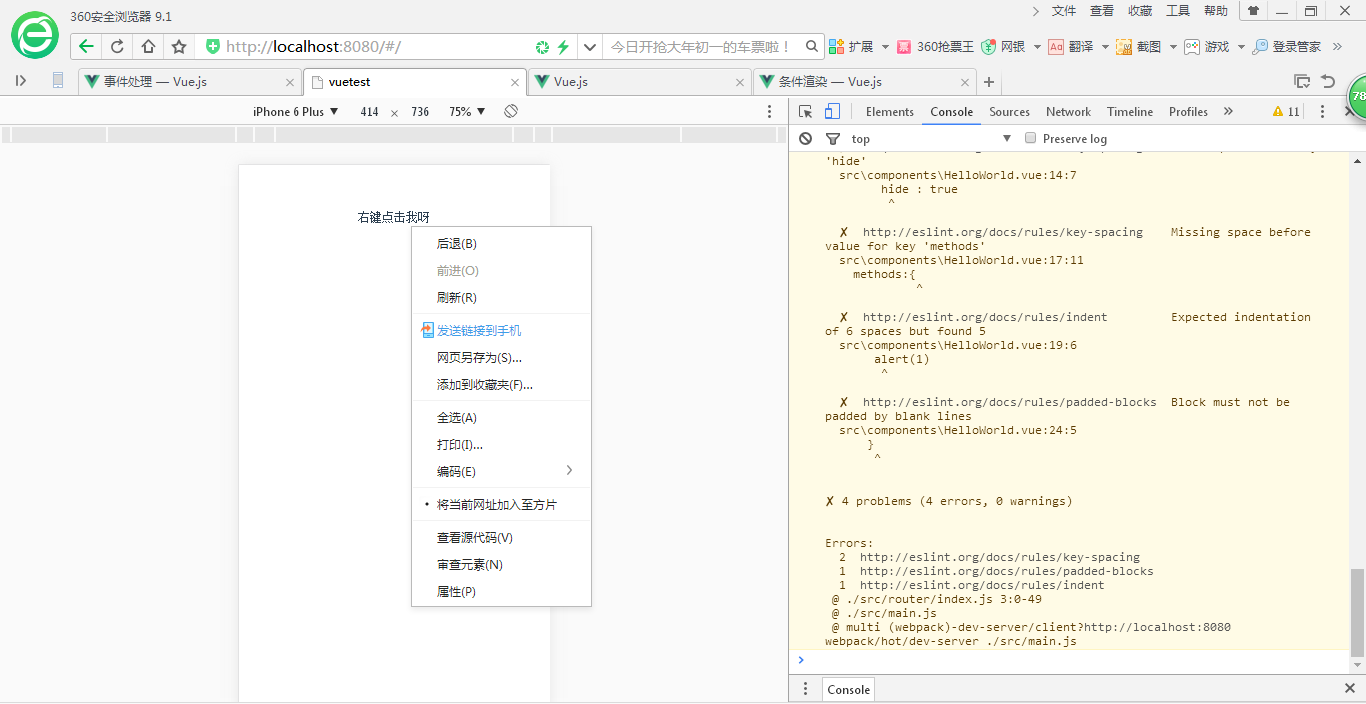 360安全浏览器 9.1
文件 查看 收藏 工具 帮助
http://localhost:8080/#/
今日开抢大年初一的车票啦！
扩展 票 360抢票王 网银 Aa 翻译 截图 游戏 登录管家
事件处理 — Vue.js
vuetest
Vue.js
条件渲染 — Vue.js
78
iPhone 6 Plus ▼ 414 × 736 75% ▼
Elements Console Sources Network Timeline Profiles » 11
top ▼ Preserve log
'hide'
src\components\HelloWorld.vue:14:7
hide : true
^
✗ http://eslint.org/docs/rules/key-spacing Missing space before
value for key 'methods'
src\components\HelloWorld.vue:17:11
methods:{
^
✗ http://eslint.org/docs/rules/indent Expected indentation
of 6 spaces but found 5
src\components\HelloWorld.vue:19:6
alert(1)
^
✗ http://eslint.org/docs/rules/padded-blocks Block must not be
padded by blank lines
src\components\HelloWorld.vue:24:5
}
^
✗ 4 problems (4 errors, 0 warnings)
Errors:
2 http://eslint.org/docs/rules/key-spacing
1 http://eslint.org/docs/rules/padded-blocks
1 http://eslint.org/docs/rules/indent
@ ./src/router/index.js 3:0-49
@ ./src/main.js
@ multi (webpack)-dev-server/client?http://localhost:8080
webpack/hot/dev-server ./src/main.js
Console
右键点击我呀
后退(B)
前进(O)
刷新(R)
发送链接到手机
网页另存为(S)...
添加到收藏夹(F)...
全选(A)
打印(I)...
编码(E)
• 将当前网址加入至方片
查看源代码(V)
审查元素(N)
属性(P)